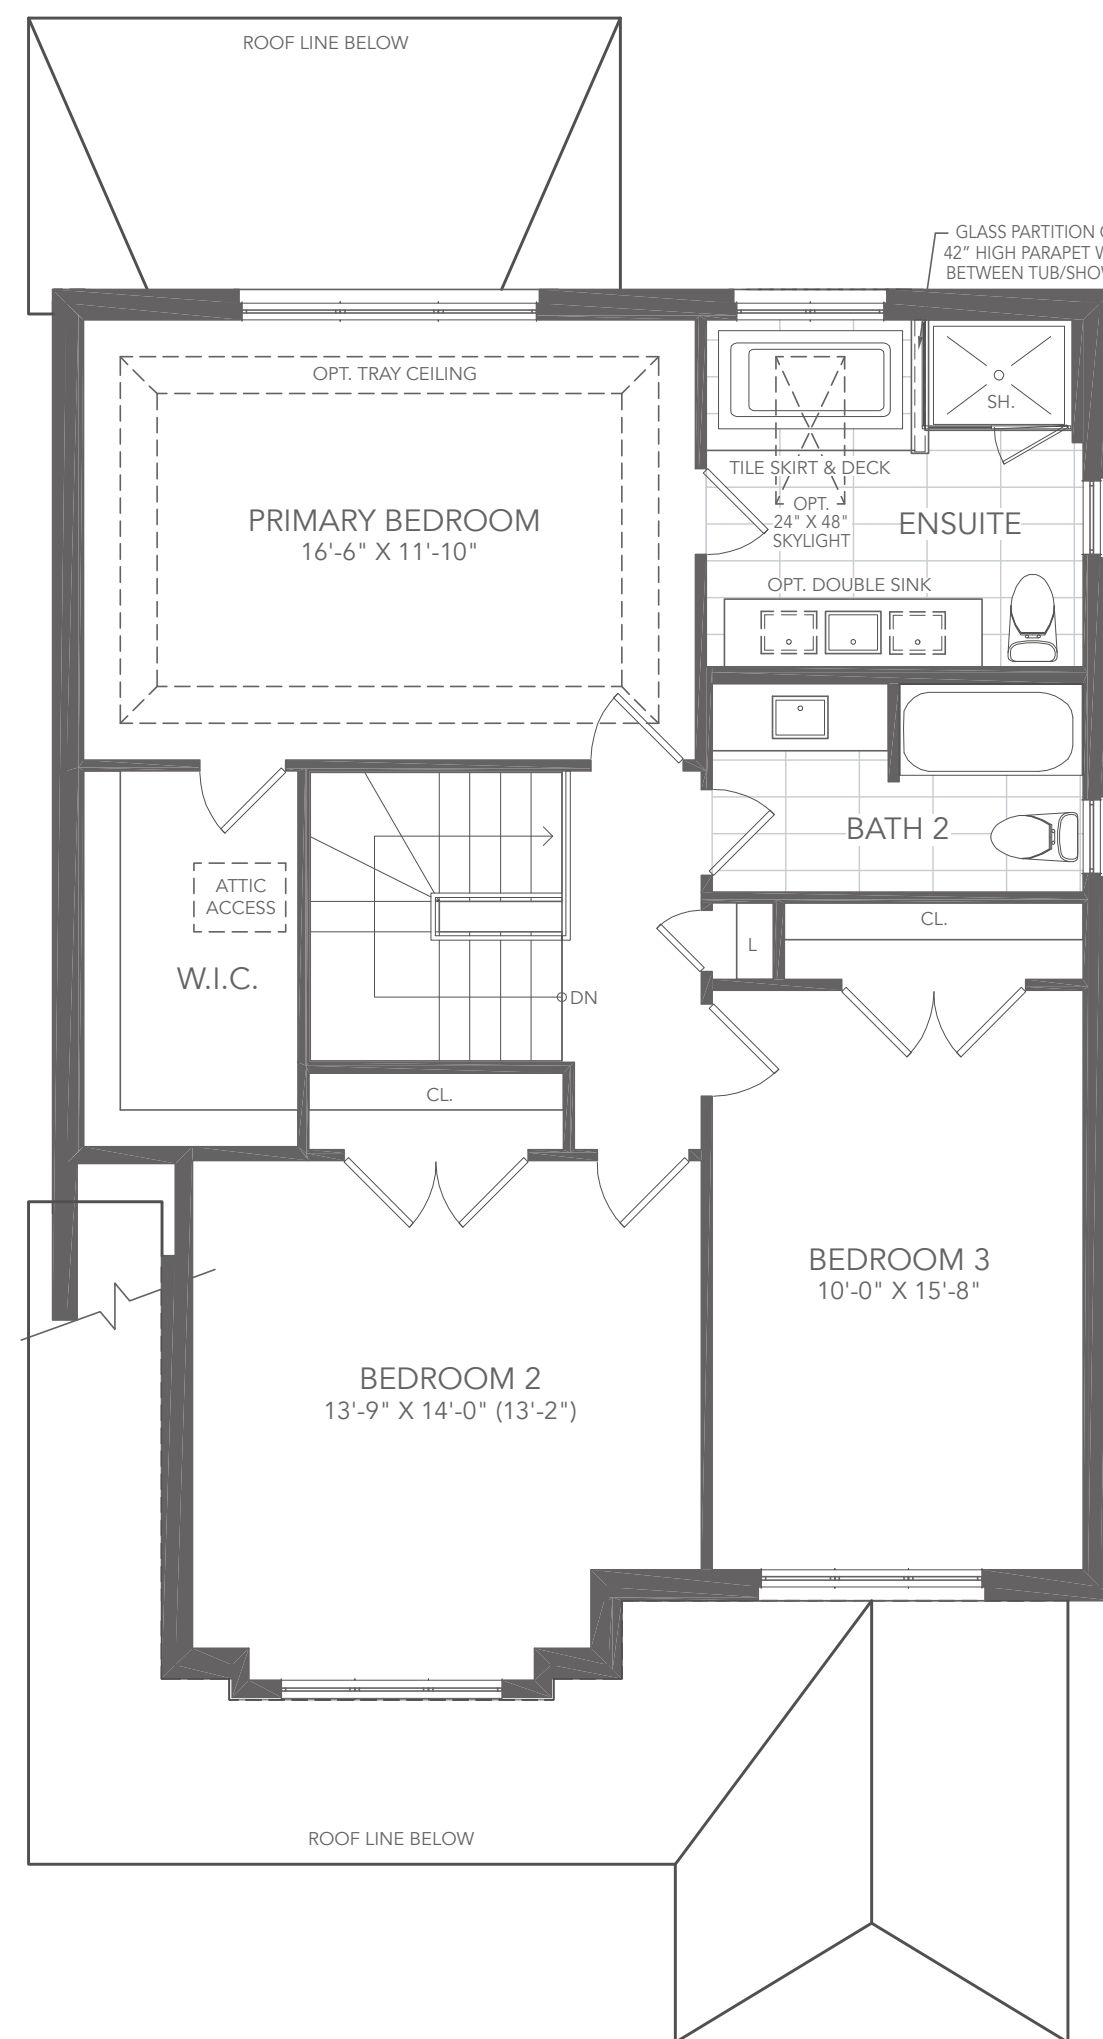 ROOF LINE BELOW
GLASS PARTITION
42” HIGH PARAPET
BETWEEN
OPT. TRAY CEILING
SH.
TILE SKIRT & DECK
PRIMARY BEDROOM
16'-6" X 11'-10"
OPT.
24" X 48"
SKYLIGHT
ENSUITE
OPT. DOUBLE SINK
BATH 2
ATTIC
ACCESS
CL.
L
W.I.C.
DN
CL.
BEDROOM 3
10'-0" X 15'-8"
BEDROOM 2
13'-9" X 14'-0" (13'-2")
ROOF LINE BELOW